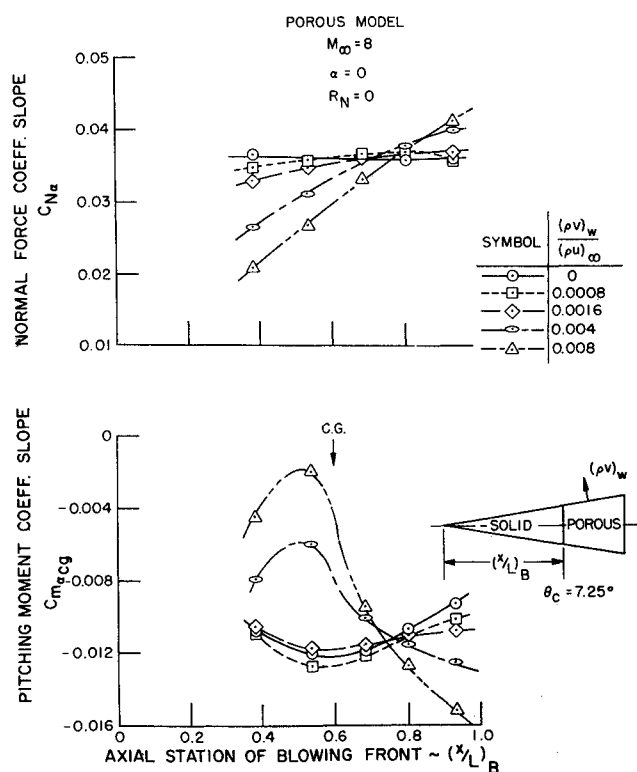 POROUS MODEL
M∞=8
α = 0
R_N=0
NORMAL FORCE COEFF. SLOPE
C_Nα
0.05
0.04
0.03
0.02
0.01
SYMBOL (ρv)_w / (ρu)_∞
0
0.0008
0.0016
0.004
0.008
PITCHING MOMENT COEFF. SLOPE
C_mαcg
0
-0.004
-0.008
-0.012
-0.016
C.G.
(ρv)_w
SOLID POROUS
(x/L)_B
θ_C = 7.25°
0 0.2 0.4 0.6 0.8 1.0
AXIAL STATION OF BLOWING FRONT ~ (x/L)_B